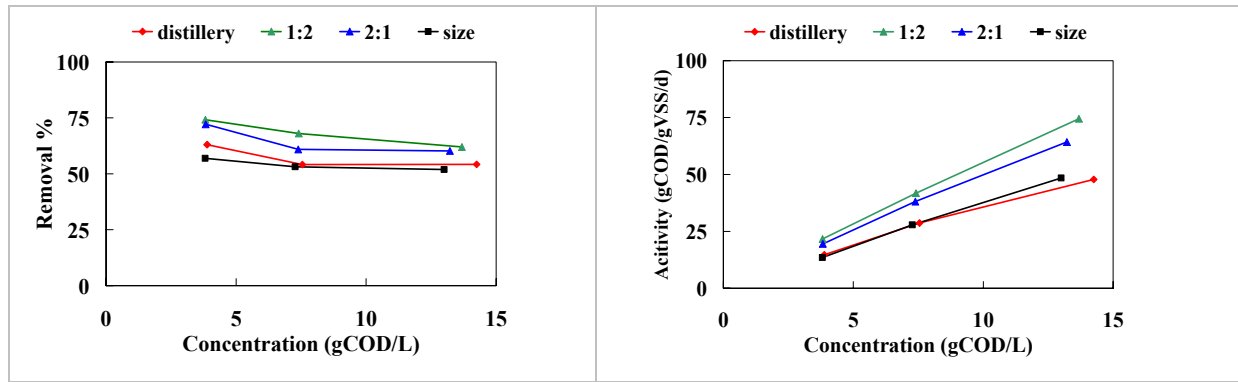 distillery 1:2 2:1 size
100
75
50
25
0
Removal %
0 5 10 15
Concentration (gCOD/L)
distillery 1:2 2:1 size
100
75
50
25
0
Acitivity (gCOD/gVSS/d)
0 5 10 15
Concentration (gCOD/L)